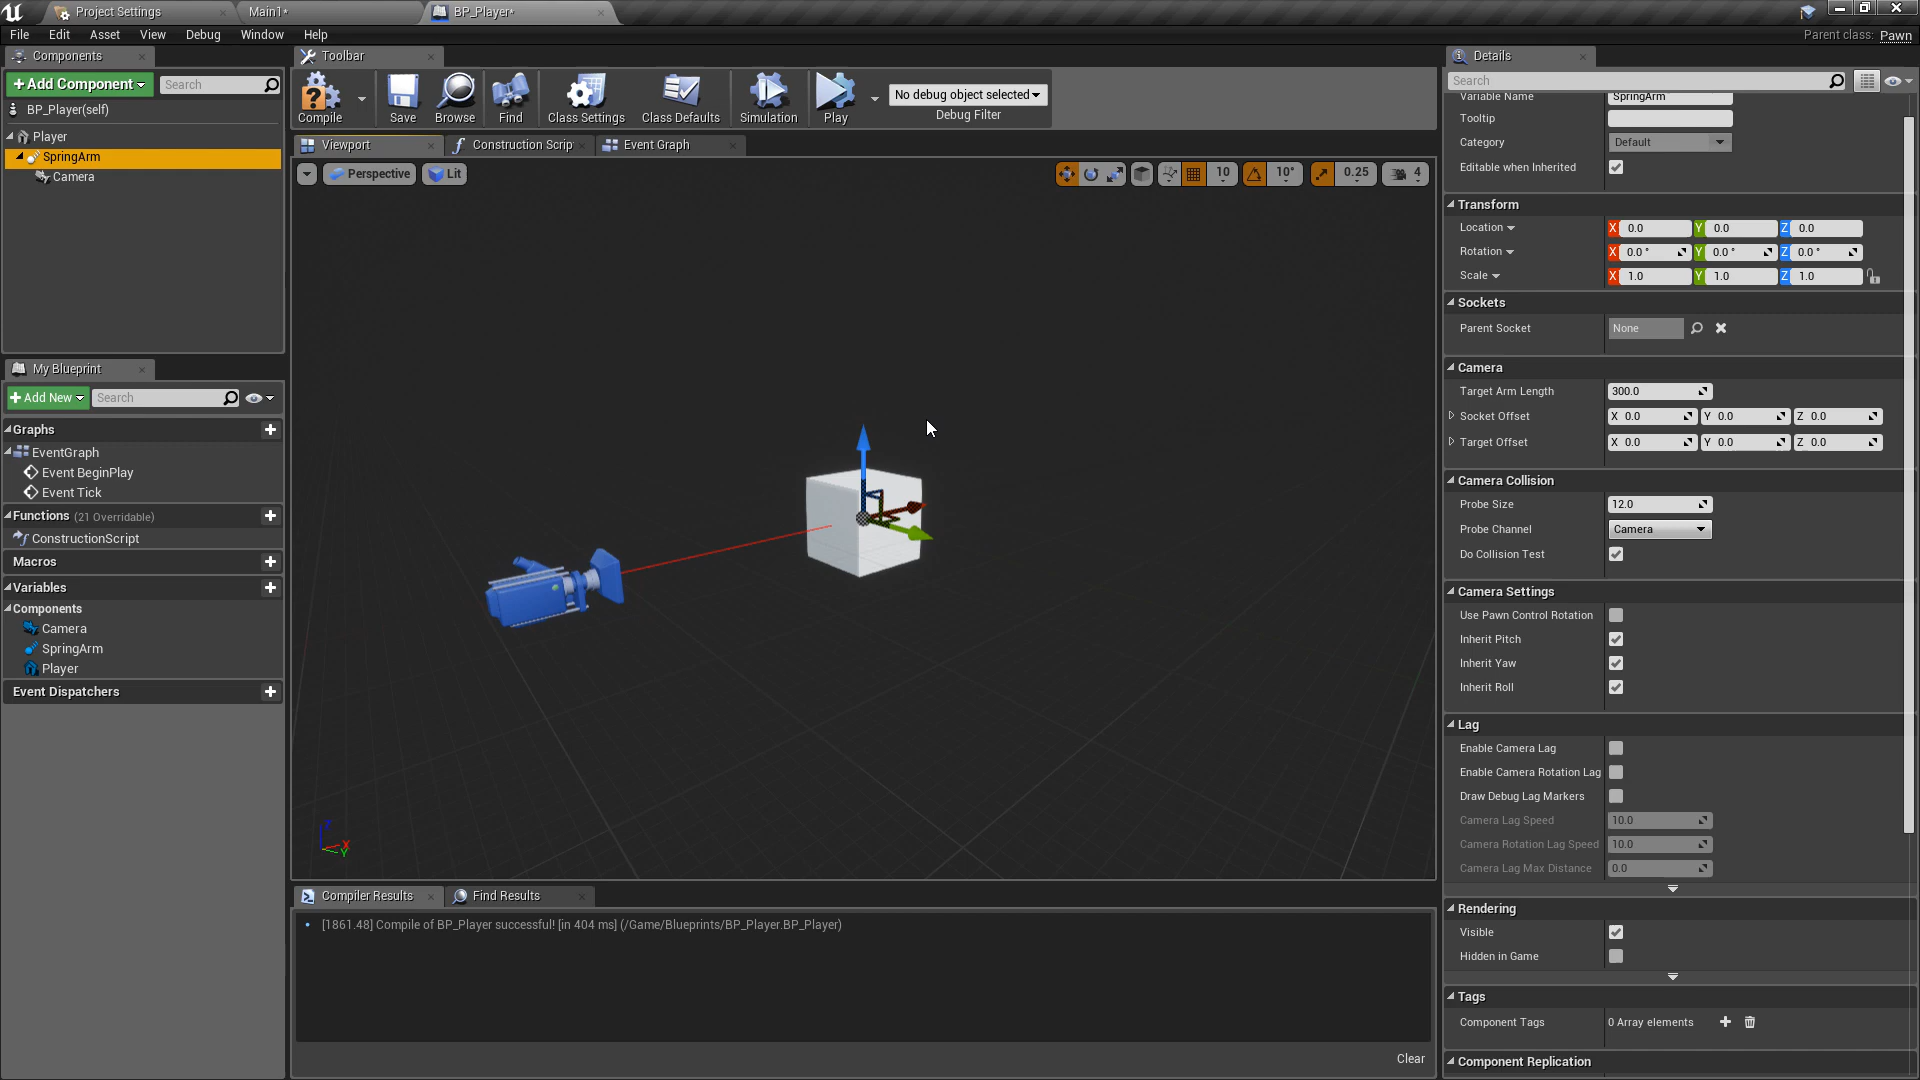 Project Settings
Main1*
BP_Player*
File Edit Asset View Debug Window Help
Parent class: Pawn
Components
+Add Component
Search
BP_Player(self)
Player
SpringArm
Camera
My Blueprint
+Add New
Search
Graphs
EventGraph
Event BeginPlay
Event Tick
Functions (21 Overridable)
ConstructionScript
Macros
Variables
Components
Camera
SpringArm
Player
Event Dispatchers
Toolbar
Compile
Save
Browse
Find
Class Settings
Class Defaults
Simulation
Play
No debug object selected
Debug Filter
Viewport
Construction Scrip
Event Graph
Perspective
Lit
10
10°
0.25
4
Z
X
Y
Compiler Results
Find Results
[1861.48] Compile of BP_Player successful! [in 404 ms] (/Game/Blueprints/BP_Player.BP_Player)
Clear
Details
Search
Variable Name SpringArm
Tooltip
Category Default
Editable when Inherited
Transform
Location X 0.0 Y 0.0 Z 0.0
Rotation X 0.0 ° Y 0.0 ° Z 0.0 °
Scale X 1.0 Y 1.0 Z 1.0
Sockets
Parent Socket None
Camera
Target Arm Length 300.0
Socket Offset X 0.0 Y 0.0 Z 0.0
Target Offset X 0.0 Y 0.0 Z 0.0
Camera Collision
Probe Size 12.0
Probe Channel Camera
Do Collision Test
Camera Settings
Use Pawn Control Rotation
Inherit Pitch
Inherit Yaw
Inherit Roll
Lag
Enable Camera Lag
Enable Camera Rotation Lag
Draw Debug Lag Markers
Camera Lag Speed 10.0
Camera Rotation Lag Speed 10.0
Camera Lag Max Distance 0.0
Rendering
Visible
Hidden in Game
Tags
Component Tags 0 Array elements
Component Replication